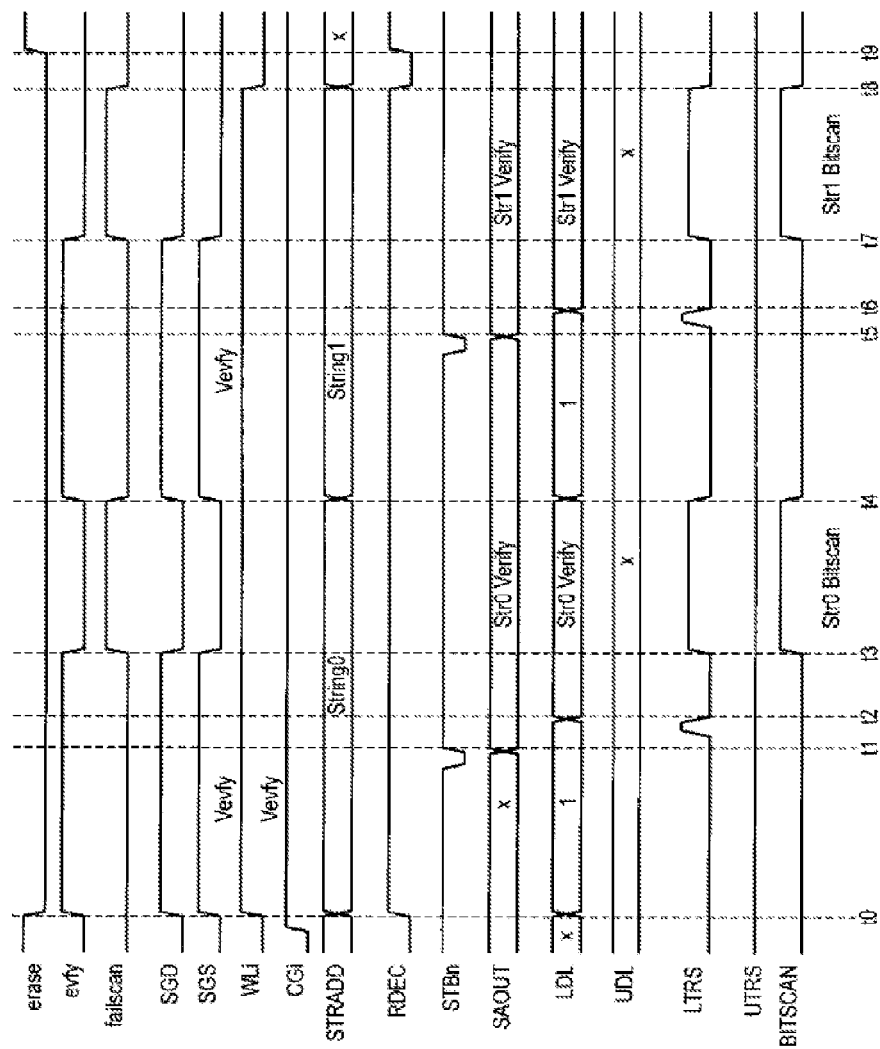 erase
evfy
failscan
SGD
SGS Vevfy Vevfy
WLi Vevfy
CGi
STRADD String0 String1 x
RDEC
STBn
SAOUT x Str0 Verify Str1 Verify
LDL x 1 Str0 Verify 1 Str1 Verify
UDL x x
LTRS
UTRS
BITSCAN
Str0 Bitscan Str1 Bitscan
t0 t1 t2 t3 t4 t5 t6 t7 t8 t9